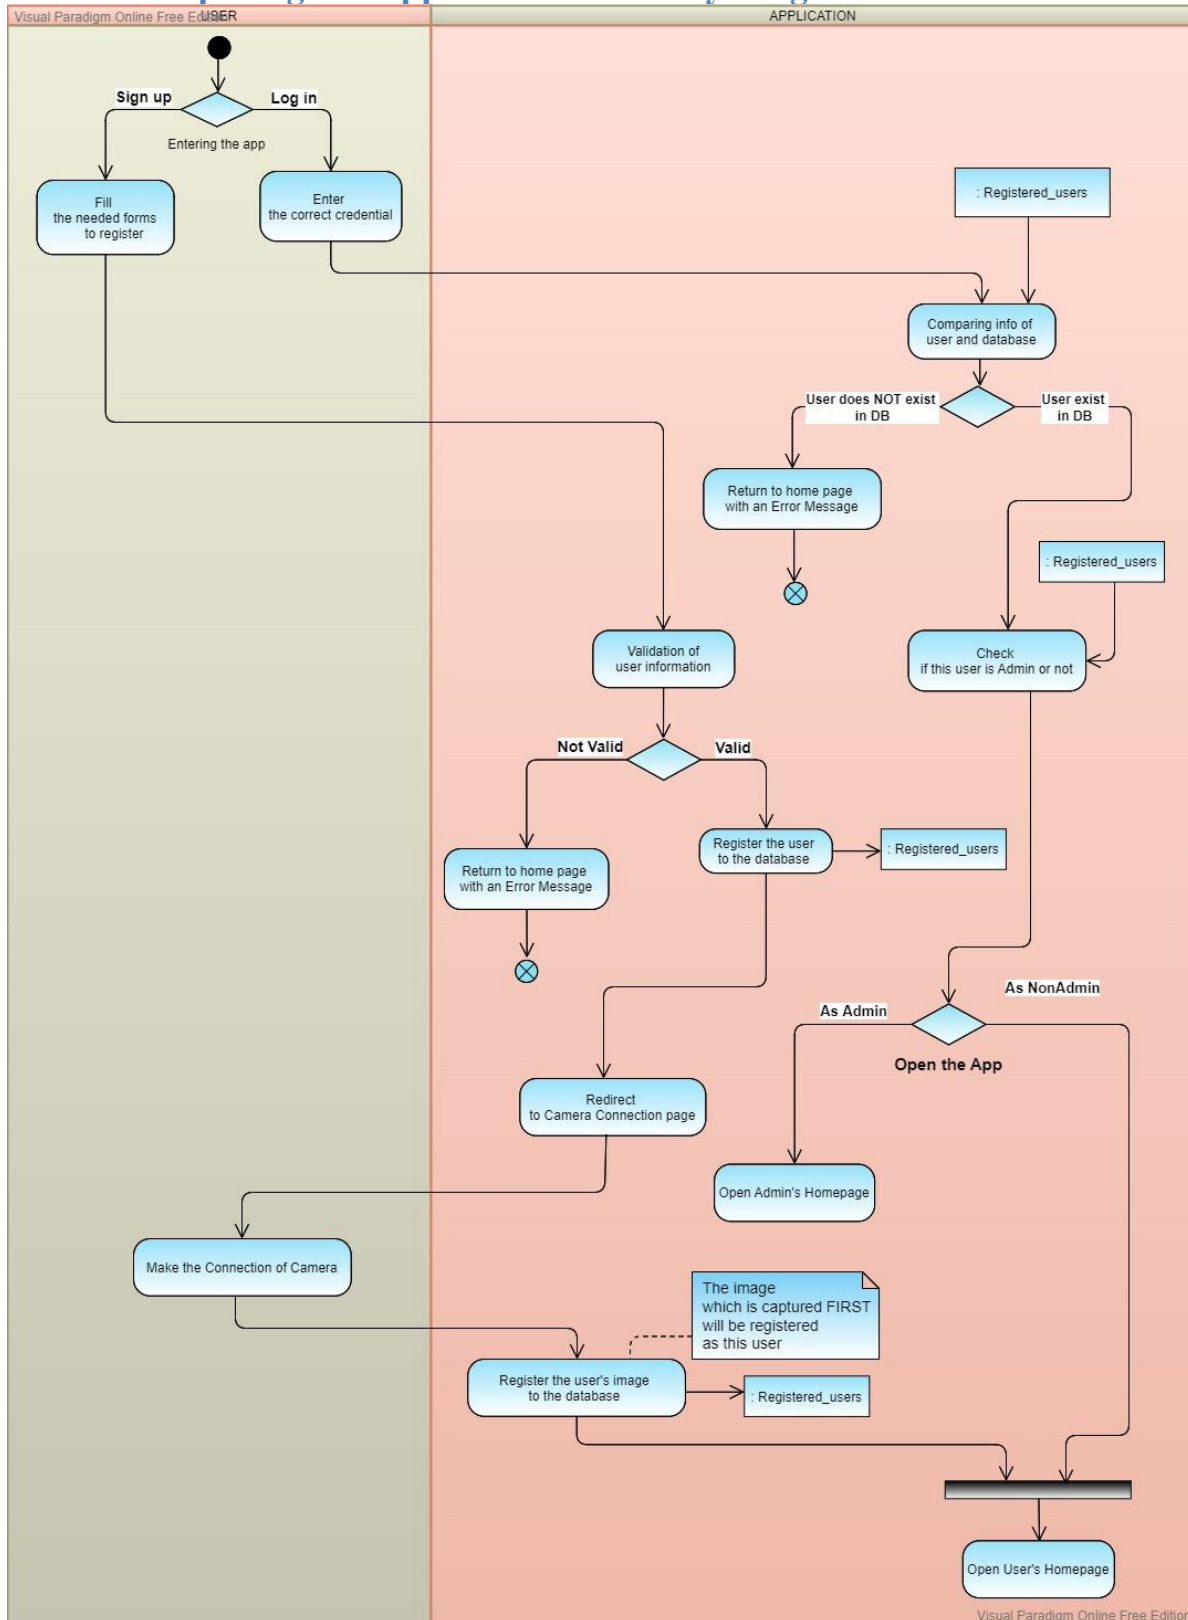 Visual Paradigm Online Free Edition
USER
APPLICATION
Sign up
Log in
Entering the app
Fill
the needed forms
to register
Enter
the correct credential
: Registered_users
Comparing info of
user and database
User does NOT exist
in DB
User exist
in DB
Return to home page
with an Error Message
: Registered_users
Validation of
user information
Check
if this user is Admin or not
Not Valid
Valid
Register the user
to the database
: Registered_users
Return to home page
with an Error Message
As NonAdmin
As Admin
Open the App
Redirect
to Camera Connection page
Open Admin's Homepage
Make the Connection of Camera
The image
which is captured FIRST
will be registered
as this user
Register the user's image
to the database
: Registered_users
Open User's Homepage
Visual Paradigm Online Free Edition